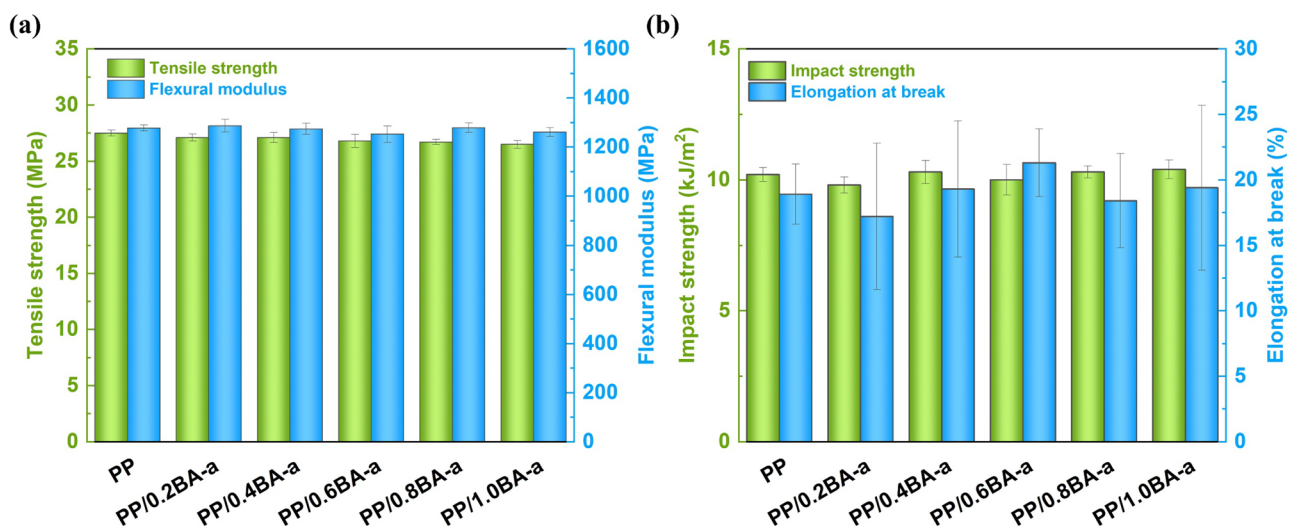 (a)
Tensile strength
Flexural modulus
Tensile strength (MPa)
35
30
25
20
15
10
5
0
1600
1400
1200
1000
800
600
400
200
0
Flexural modulus (MPa)
PP
PP/0.2BA-a
PP/0.4BA-a
PP/0.6BA-a
PP/0.8BA-a
PP/1.0BA-a
(b)
Impact strength
Elongation at break
Impact strength (kJ/m²)
15
10
5
0
30
25
20
15
10
5
0
Elongation at break (%)
PP
PP/0.2BA-a
PP/0.4BA-a
PP/0.6BA-a
PP/0.8BA-a
PP/1.0BA-a